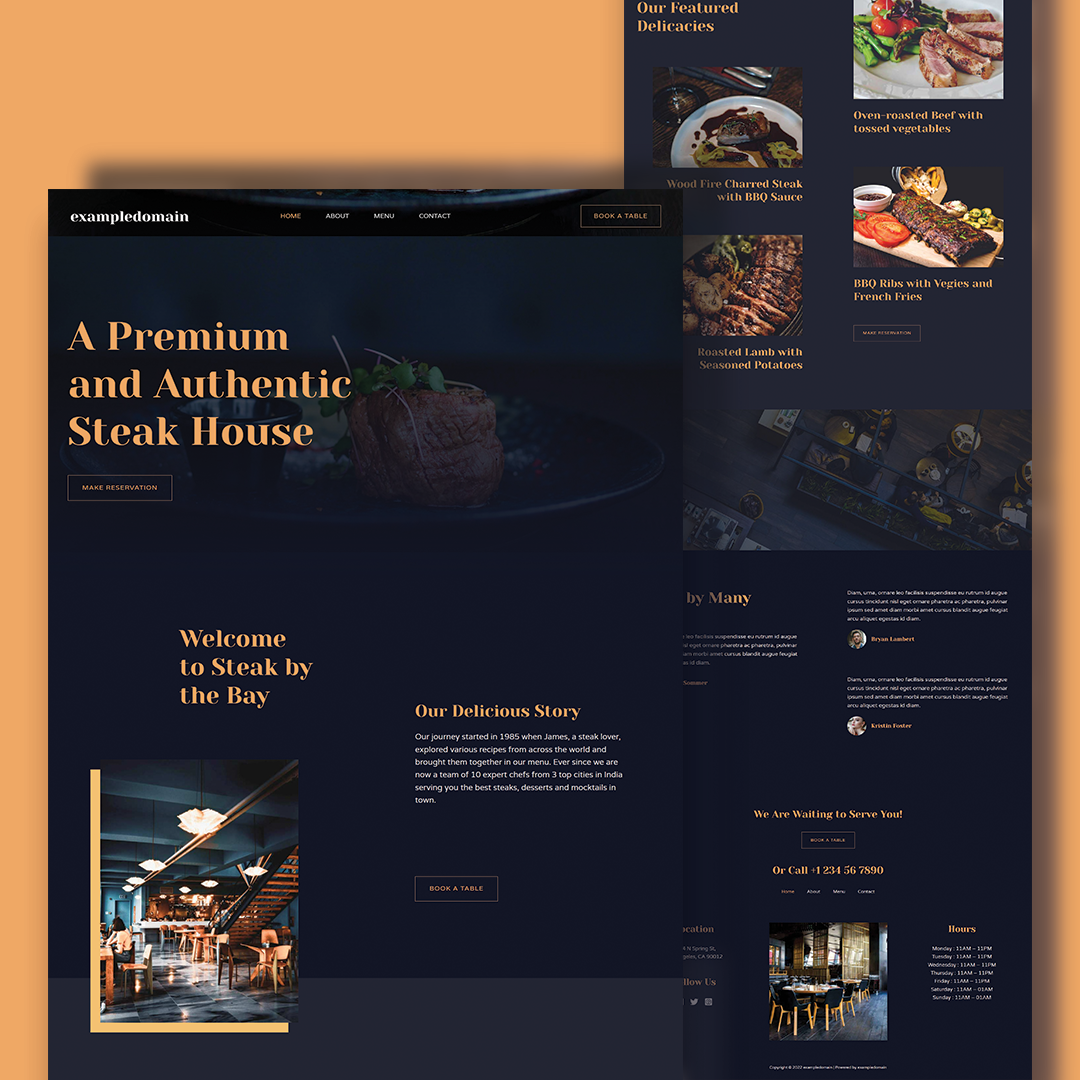 exampledomain
HOME ABOUT MENU CONTACT
BOOK A TABLE
A Premium
and Authentic
Steak House
MAKE RESERVATION
Welcome
to Steak by
the Bay
Our Delicious Story
Our journey started in 1985 when James, a steak lover,
explored various recipes from across the world and
brought them together in our menu. Ever since we are
now a team of 10 expert chefs from 3 top cities in India
serving you the best steaks, desserts and mocktails in
town.
BOOK A TABLE
Our Featured
Delicacies
Wood Fire Charred Steak
with BBQ Sauce
Roasted Lamb with
Seasoned Potatoes
Oven-roasted Beef with
tossed vegetables
BBQ Ribs with Vegies and
French Fries
MAKE RESERVATION
by Many
leo facilisis suspendisse eu rutrum id augue
nisl eget ornare pharetra ac pharetra, pulvinar
diam morbi amet cursus blandit augue feugiat
id diam.
Sommer
Diam, urna, ornare leo facilisis suspendisse eu rutrum id augue
cursus tincidunt nisl eget ornare pharetra ac pharetra, pulvinar
ipsum sed amet diam morbi amet cursus blandit augue feugiat
arcu aliquet egestas id diam.
Bryan Lambert
Diam, urna, ornare leo facilisis suspendisse eu rutrum id augue
cursus tincidunt nisl eget ornare pharetra ac pharetra, pulvinar
ipsum sed amet diam morbi amet cursus blandit augue feugiat
arcu aliquet egestas id diam.
Kristin Foster
We Are Waiting to Serve You!
BOOK A TABLE
Or Call +1 234 56 7890
Home About Menu Contact
ocation
N Spring St,
CA 90012
llow Us
Hours
Monday : 11AM – 11PM
Tuesday : 11AM – 11PM
Wednesday : 11AM – 11PM
Thursday : 11AM – 11PM
Friday : 11AM – 11PM
Saturday : 11AM – 01AM
Sunday : 11AM – 01AM
Copyright © 2022 exampledomain | Powered by exampledomain